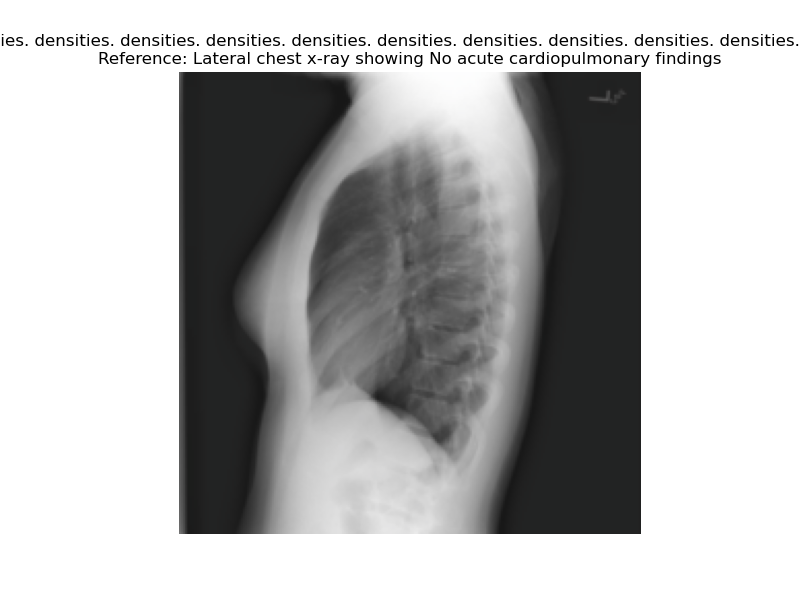 ies. densities. densities. densities. densities. densities. densities. densities. densities. densities.
Reference: Lateral chest x-ray showing No acute cardiopulmonary findings